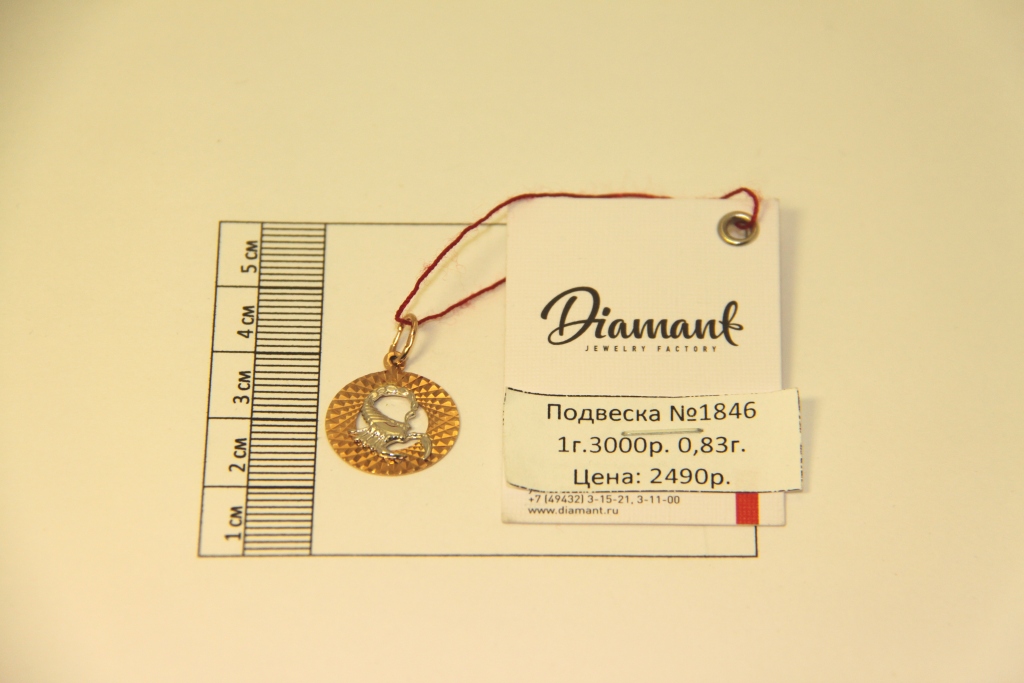 5 см
4 см
3 см
2 см
1 см
Diamant
JEWELRY FACTORY
Подвеска №1846
1г.3000р. 0,83г.
Цена: 2490р.
+7 (49432) 3-15-21, 3-11-00
www.diamant.ru